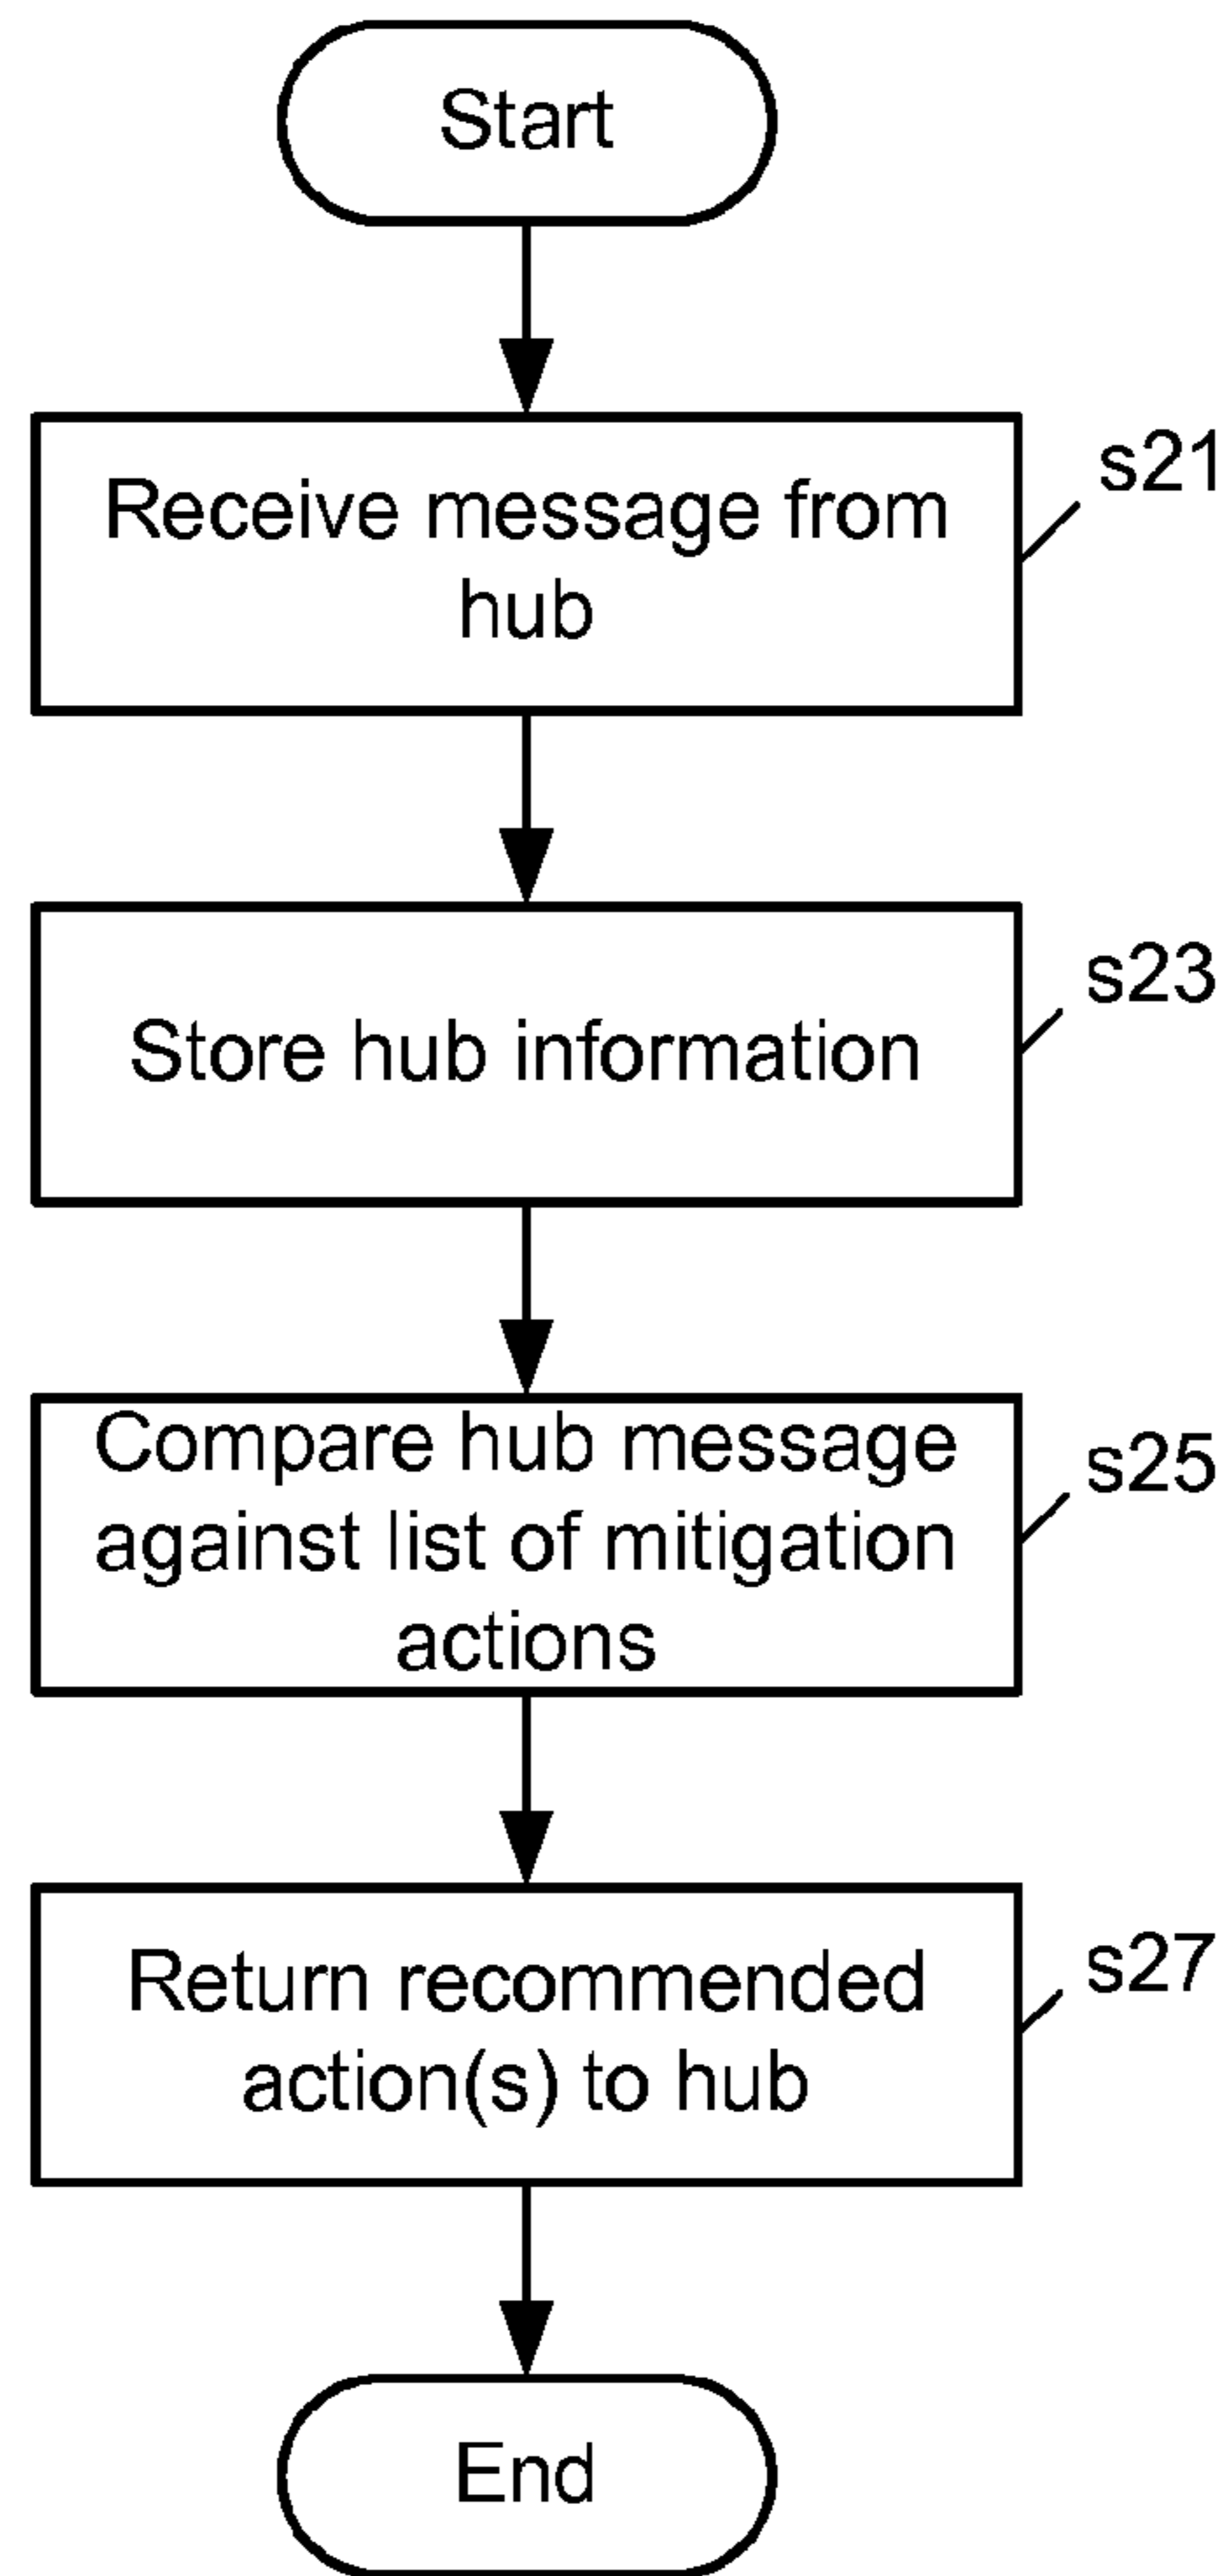 Start
Receive message from
hub
s21
Store hub information
s23
Compare hub message
against list of mitigation
actions
s25
Return recommended
action(s) to hub
s27
End